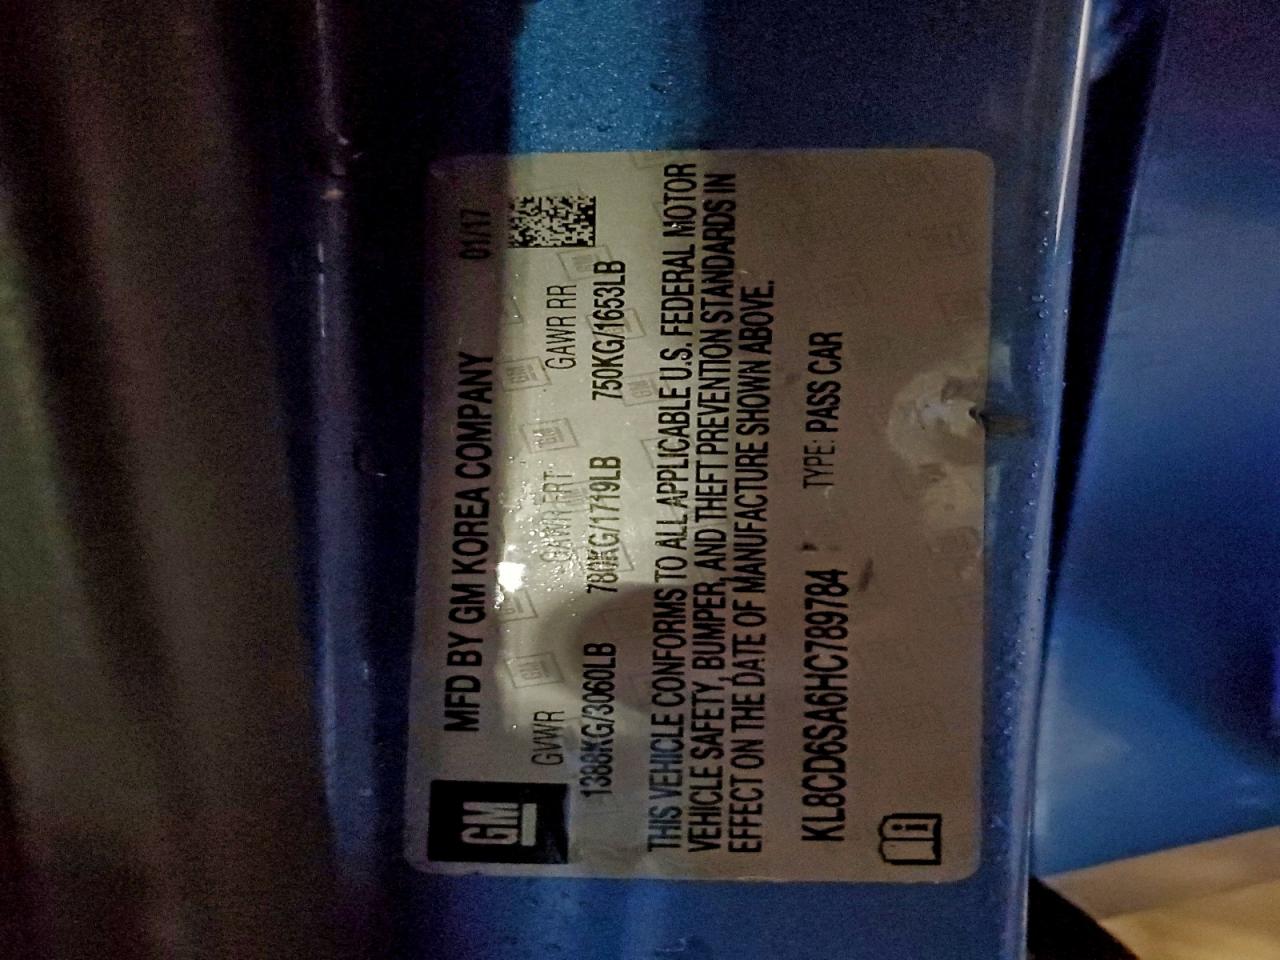 GM
MFD BY GM KOREA COMPANY 01/17
GVWR GAWR FRT GAWR RR
1388KG/3060LB 780KG/1719LB 750KG/1653LB
THIS VEHICLE CONFORMS TO ALL APPLICABLE U.S. FEDERAL MOTOR
VEHICLE SAFETY, BUMPER, AND THEFT PREVENTION STANDARDS IN
EFFECT ON THE DATE OF MANUFACTURE SHOWN ABOVE.
KL8CD6SA6HC789784 TYPE: PASS CAR